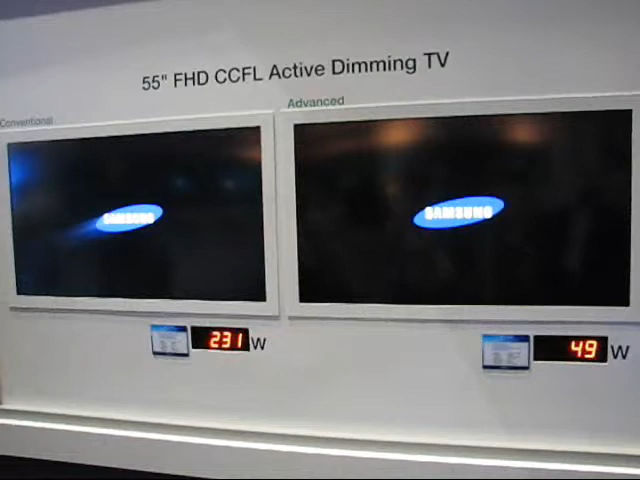 55" FHD CCFL Active Dimming TV
Conventional
Advanced
SAMSUNG
SAMSUNG
231 W
49 W